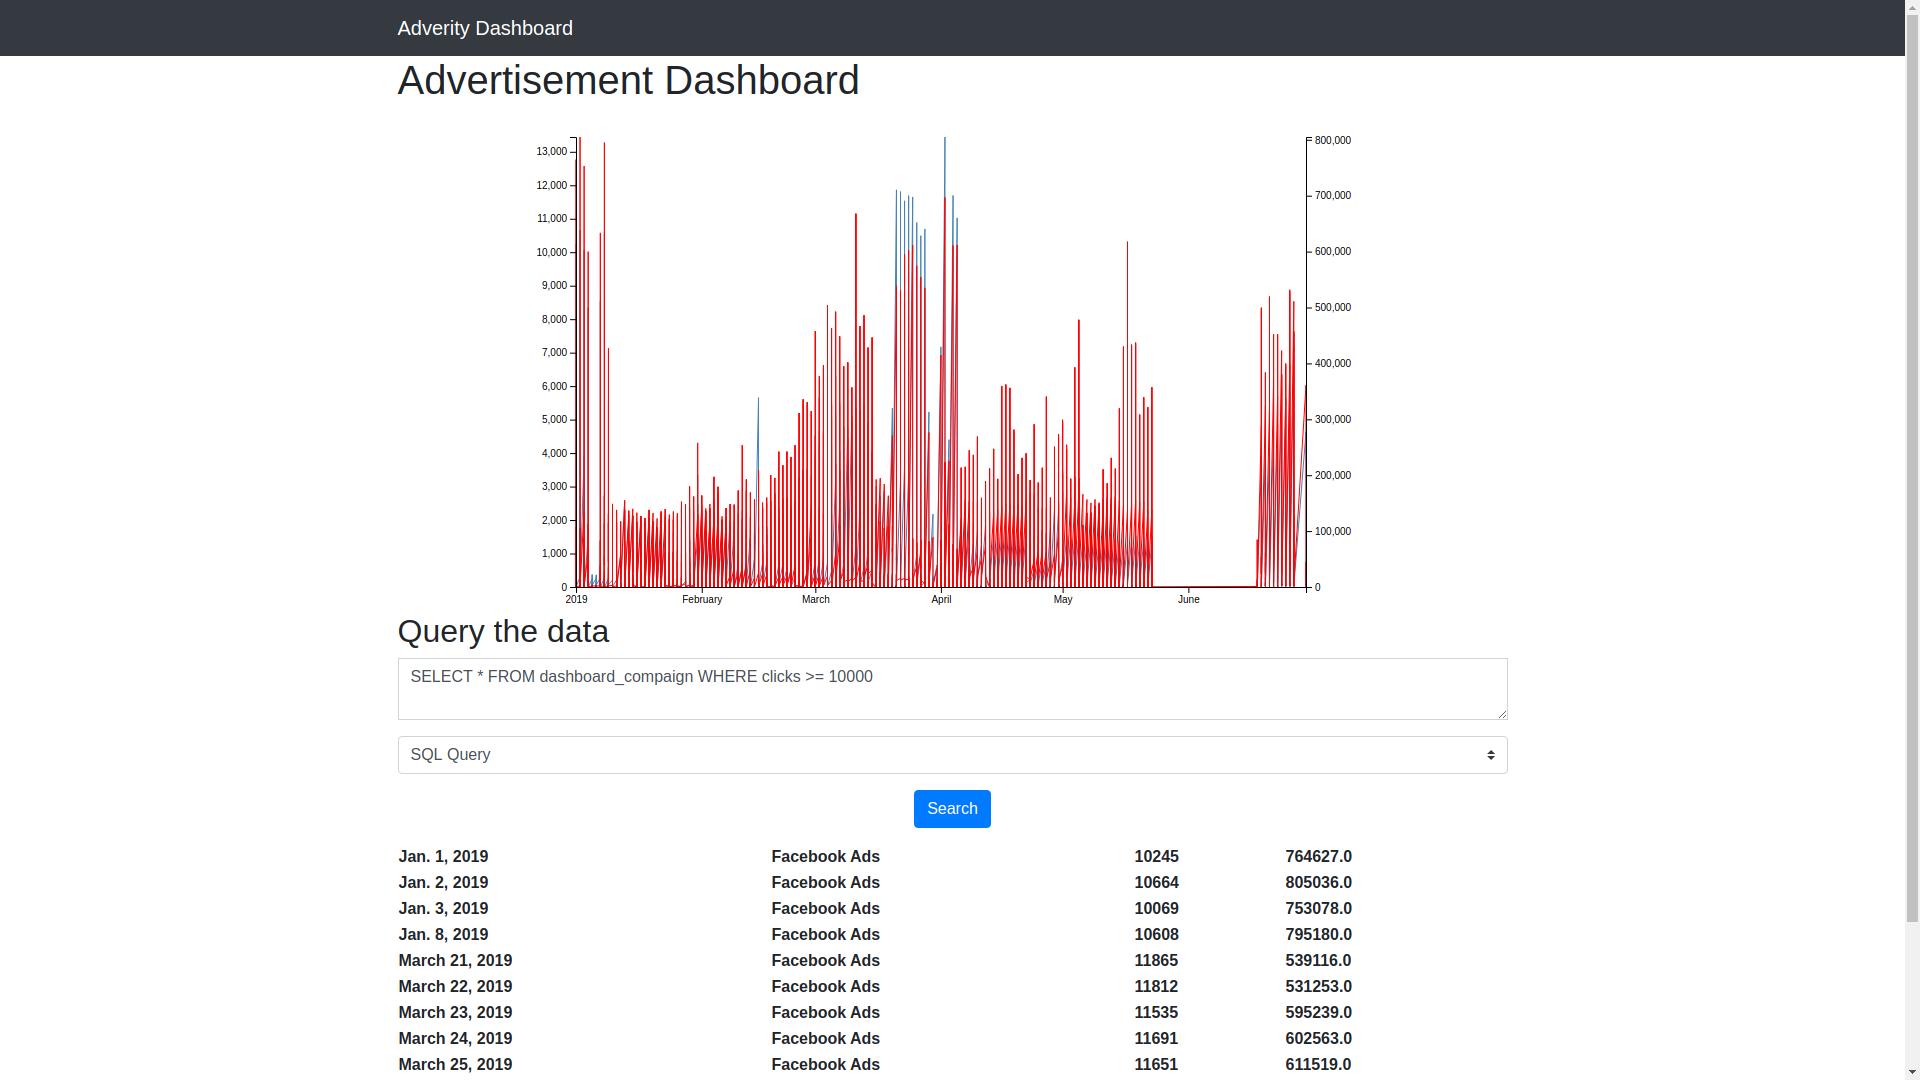 Adverity Dashboard
Advertisement Dashboard
13,000
12,000
11,000
10,000
9,000
8,000
7,000
6,000
5,000
4,000
3,000
2,000
1,000
0
800,000
700,000
600,000
500,000
400,000
300,000
200,000
100,000
0
2019 February March April May June
Query the data
SELECT * FROM dashboard_compaign WHERE clicks >= 10000
SQL Query
Search
Jan. 1, 2019 Facebook Ads 10245 764627.0
Jan. 2, 2019 Facebook Ads 10664 805036.0
Jan. 3, 2019 Facebook Ads 10069 753078.0
Jan. 8, 2019 Facebook Ads 10608 795180.0
March 21, 2019 Facebook Ads 11865 539116.0
March 22, 2019 Facebook Ads 11812 531253.0
March 23, 2019 Facebook Ads 11535 595239.0
March 24, 2019 Facebook Ads 11691 602563.0
March 25, 2019 Facebook Ads 11651 611519.0